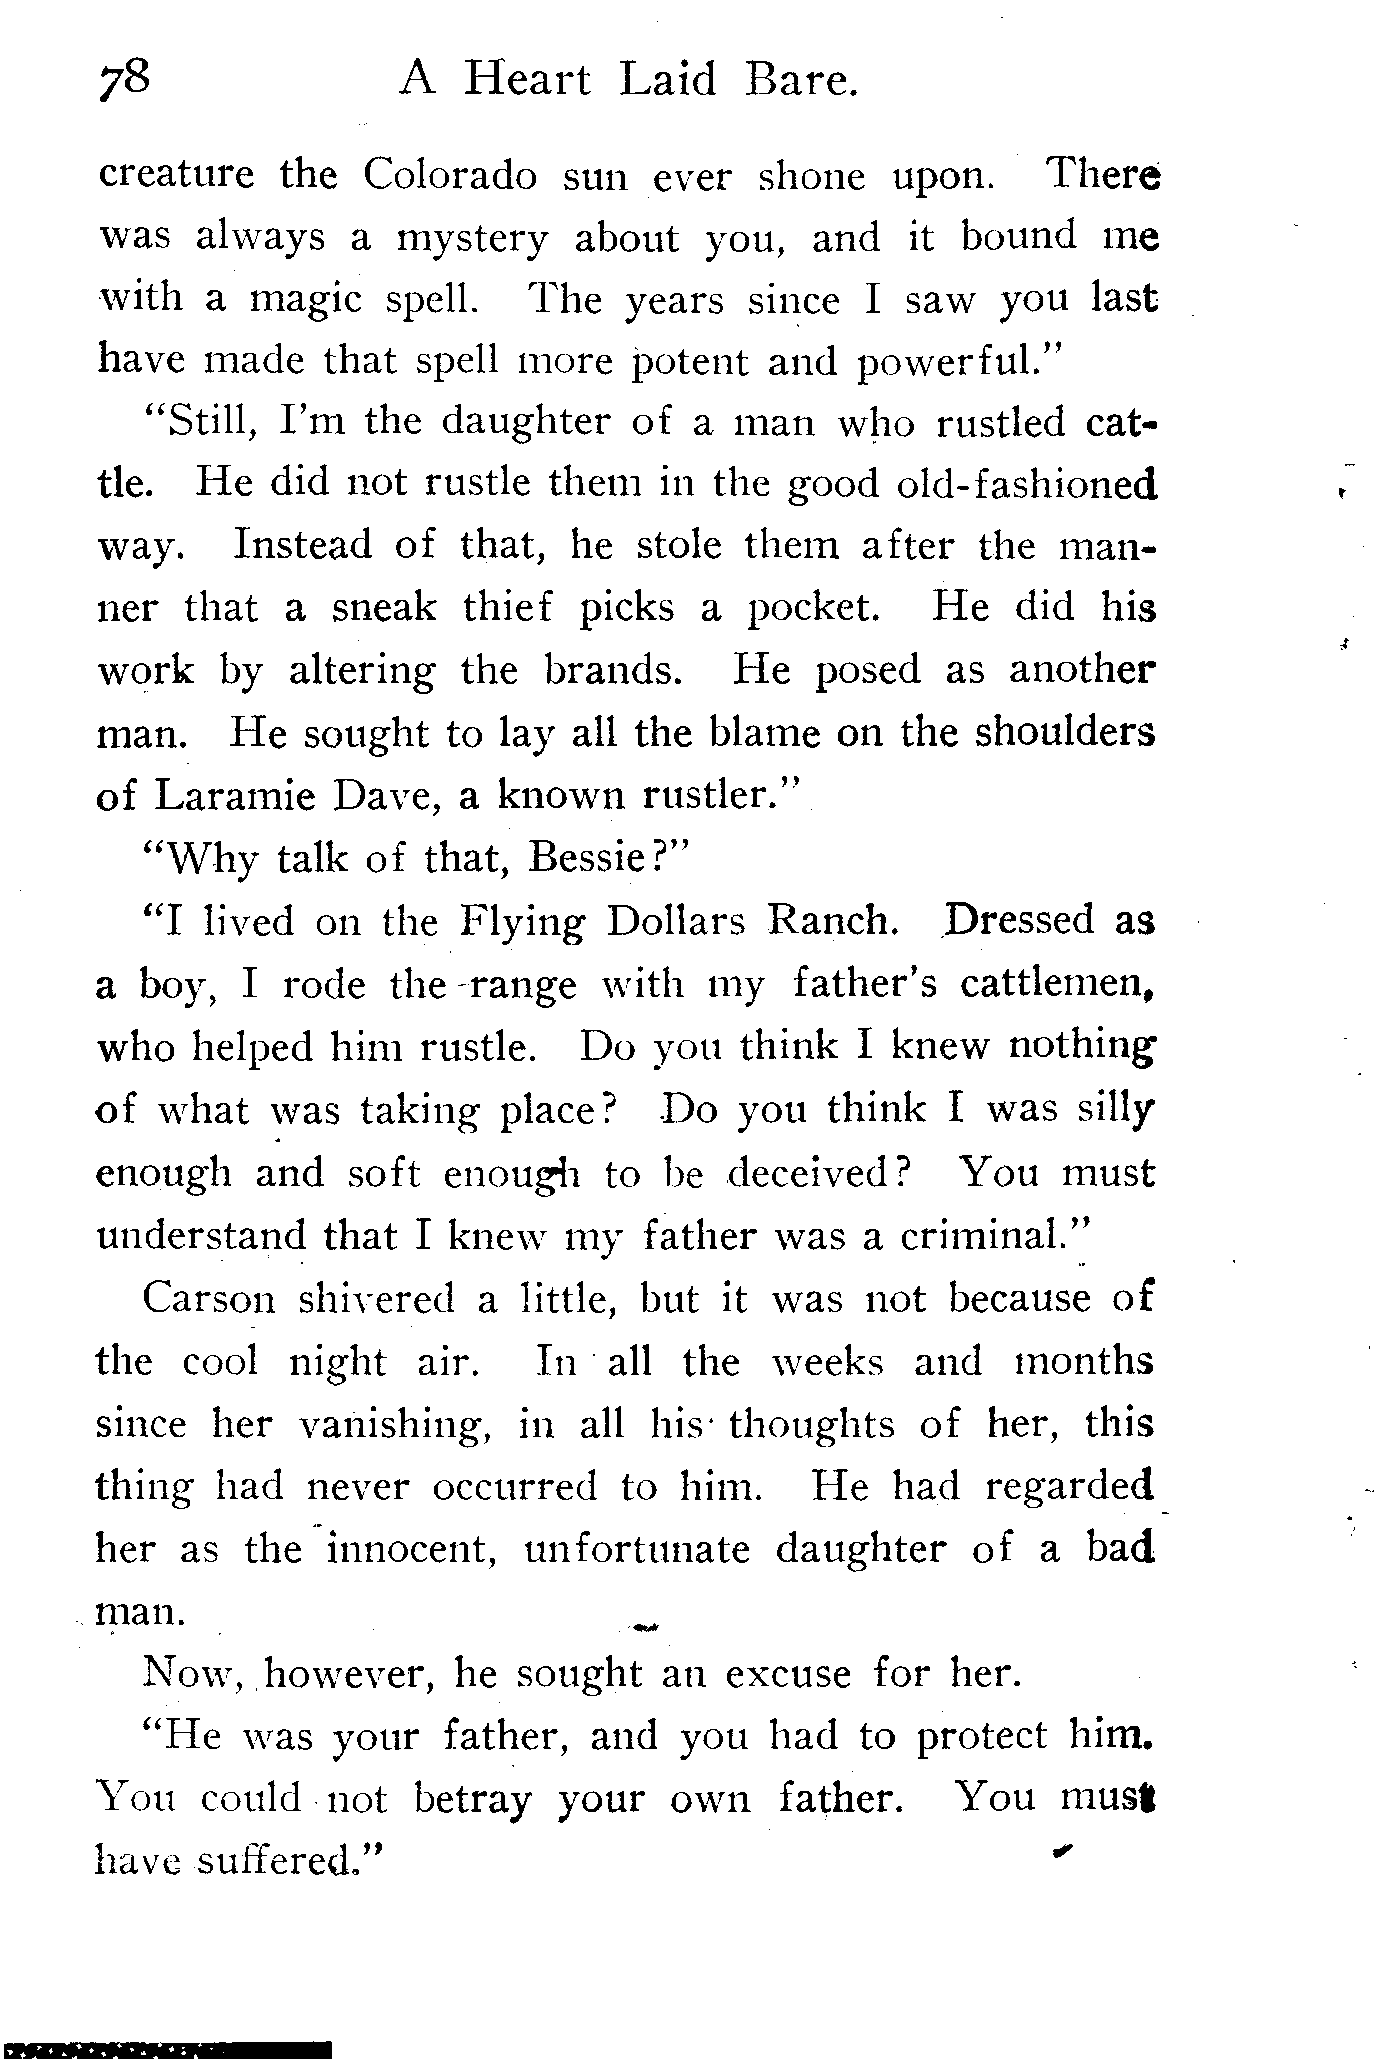 78 A Heart Laid Bare.
creature the Colorado sun ever shone upon. There
was always a mystery about you, and it bound me
with a magic spell. The years since I saw you last
have made that spell more potent and powerful."
"Still, I'm the daughter of a man who rustled cat-
tle. He did not rustle them in the good old-fashioned
way. Instead of that, he stole them after the man-
ner that a sneak thief picks a pocket. He did his
work by altering the brands. He posed as another
man. He sought to lay all the blame on the shoulders
of Laramie Dave, a known rustler."
"Why talk of that, Bessie?"
"I lived on the Flying Dollars Ranch. Dressed as
a boy, I rode the range with my father's cattlemen,
who helped him rustle. Do you think I knew nothing
of what was taking place? Do you think I was silly
enough and soft enough to be deceived? You must
understand that I knew my father was a criminal."
Carson shivered a little, but it was not because of
the cool night air. In all the weeks and months
since her vanishing, in all his thoughts of her, this
thing had never occurred to him. He had regarded
her as the innocent, unfortunate daughter of a bad
man.
Now, however, he sought an excuse for her.
"He was your father, and you had to protect him.
You could not betray your own father. You must
have suffered."